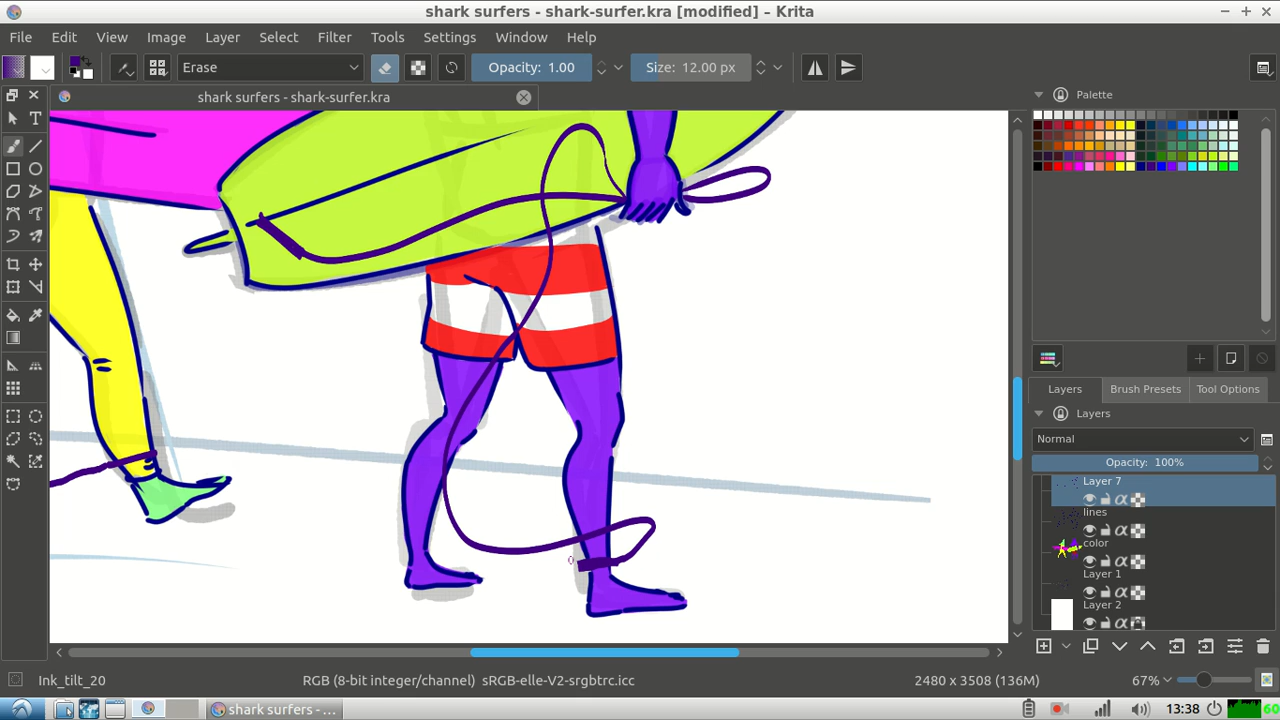 shark surfers - shark-surfer.kra [modified] – Krita
File Edit View Image Layer Select Filter Tools Settings Window Help
Erase Opacity: 1.00 Size: 12.00 px
shark surfers - shark-surfer.kra
Palette
Layers Brush Presets Tool Options
Layers
Normal
Opacity: 100%
Layer 7
lines
color
Layer 1
Layer 2
Ink_tilt_20 RGB (8-bit integer/channel) sRGB-elle-V2-srgbtrc.icc 2480 x 3508 (136M) 67%
shark surfers - ... 13:38 60